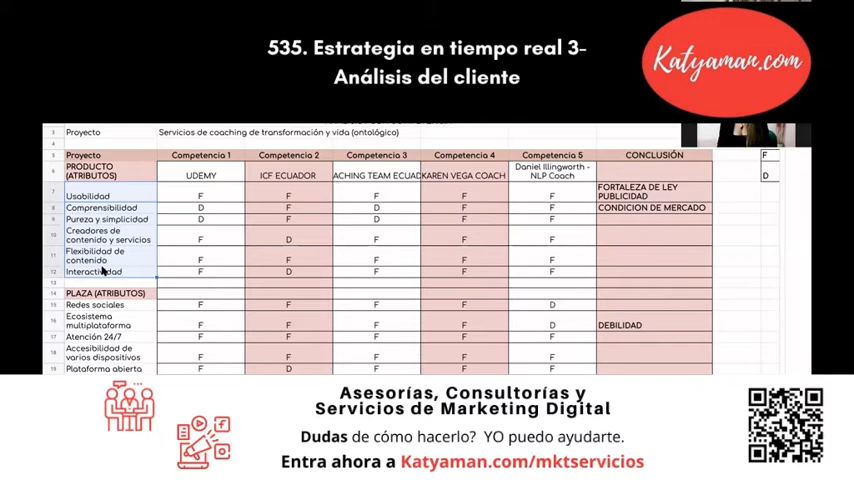 535. Estrategia en tiempo real 3-
Análisis del cliente
Katyaman.com
3 Proyecto Servicios de coaching de transformación y vida (ontológico)
4
5 Proyecto Competencia 1 Competencia 2 Competencia 3 Competencia 4 Competencia 5 CONCLUSIÓN F
6 PRODUCTO (ATRIBUTOS) UDEMY ICF ECUADOR ACHING TEAM ECUAD KAREN VEGA COACH Daniel Illingworth - NLP Coach D
7 Usabilidad F F F F F FORTALEZA DE LEY PUBLICIDAD
8 Comprensibilidad D F D F F CONDICION DE MERCADO
9 Pureza y simplicidad D F D F F
10 Creadores de contenido y servicios F D F F F
11 Flexibilidad de contenido F F F F F
12 Interactividad F D F F F
13
14 PLAZA (ATRIBUTOS)
15 Redes sociales F F F F D
16 Ecosistema multiplataforma F F F F D DEBILIDAD
17 Atención 24/7 F F F F F
18 Accesibilidad de varios dispositivos F F F F F
19 Plataforma abierta F D F F F
Asesorías, Consultorías y
Servicios de Marketing Digital
Dudas de cómo hacerlo? YO puedo ayudarte.
Entra ahora a Katyaman.com/mktservicios